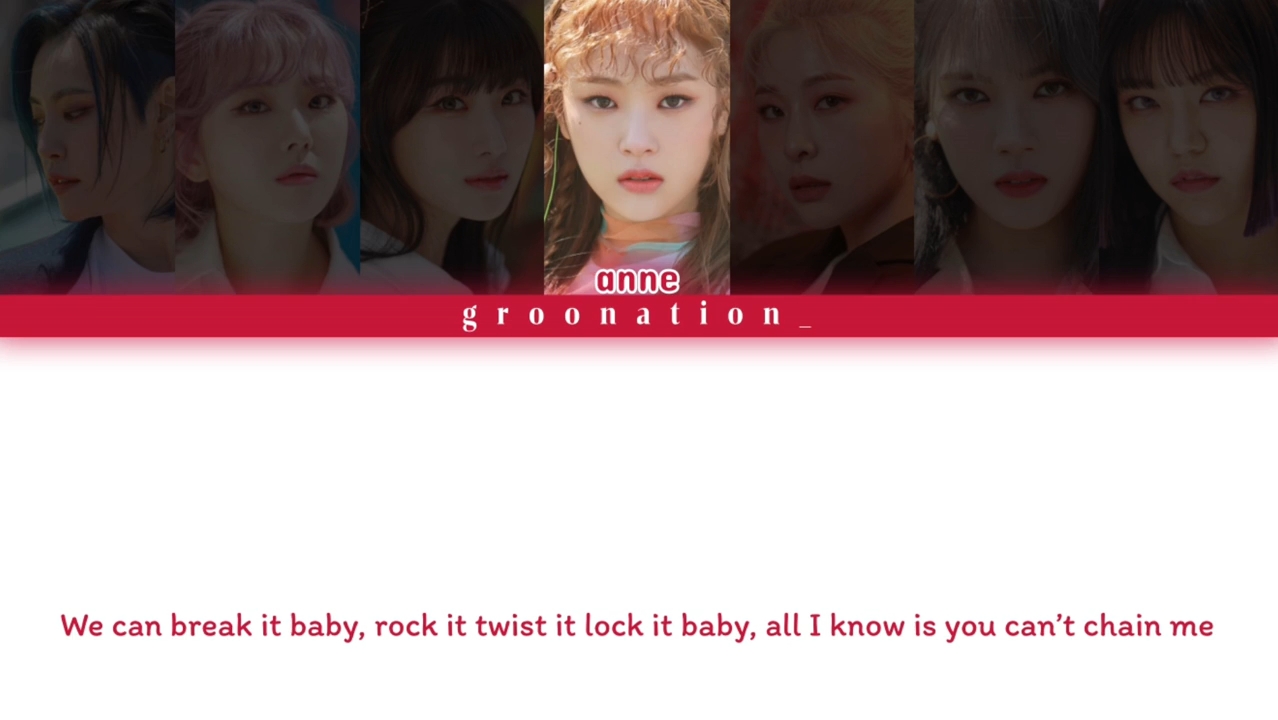 anne
groonation_
We can break it baby, rock it twist it lock it baby, all I know is you can't chain me